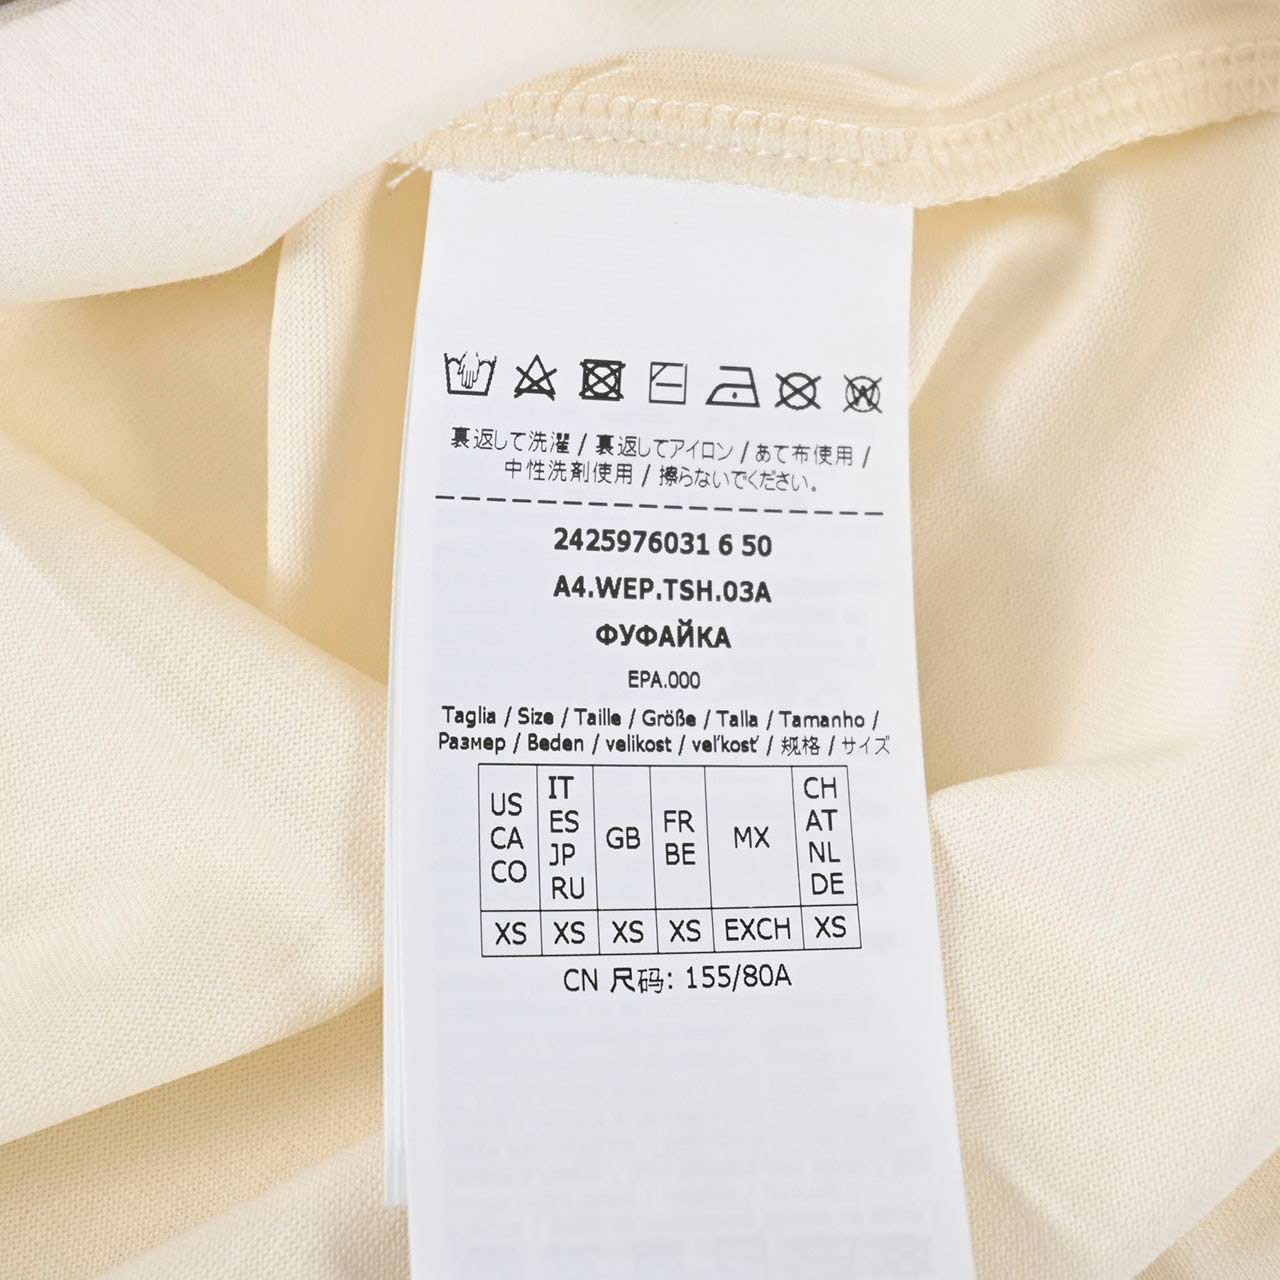 裏返して洗濯 / 裏返してアイロン / あて布使用 /
中性洗剤使用 / 擦らないでください。
2425976031 6 50
A4.WEP.TSH.03A
ФУФАЙКА
EPA.000
Taglia / Size / Taille / Größe / Talla / Tamanho /
Размер / Beden / velikost / veľkosť / 规格 / サイズ
US CA CO
IT ES JP RU
GB
FR BE
MX
CH AT NL DE
XS XS XS XS EXCH XS
CN 尺码: 155/80A